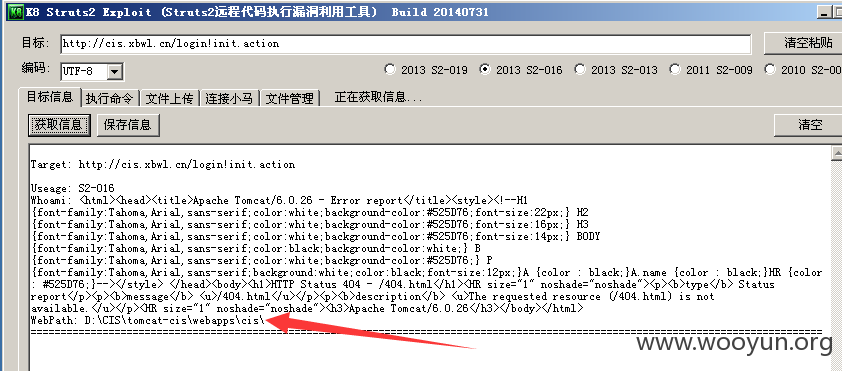 K8 Struts2 Exploit (Struts2远程代码执行漏洞利用工具) Build 20140731
目标: http://cis.xbwl.cn/login!init.action 清空粘贴
编码: UTF-8 2013 S2-019 2013 S2-016 2013 S2-013 2011 S2-009 2010 S2-00
目标信息 执行命令 文件上传 连接小马 文件管理 正在获取信息...
获取信息 保存信息 清空
Target: http://cis.xbwl.cn/login!init.action
Useage: S2-016
Whoami: <html><head><title>Apache Tomcat/6.0.26 - Error report</title><style><!--H1
{font-family:Tahoma,Arial,sans-serif;color:white;background-color:#525D76;font-size:22px;} H2
{font-family:Tahoma,Arial,sans-serif;color:white;background-color:#525D76;font-size:16px;} H3
{font-family:Tahoma,Arial,sans-serif;color:white;background-color:#525D76;font-size:14px;} BODY
{font-family:Tahoma,Arial,sans-serif;color:black;background-color:white;} B
{font-family:Tahoma,Arial,sans-serif;color:white;background-color:#525D76;} P
{font-family:Tahoma,Arial,sans-serif;background:white;color:black;font-size:12px;}A {color : black;}A.name {color : black;}HR {color
: #525D76;}--></style> </head><body><h1>HTTP Status 404 - /404.html</h1><HR size="1" noshade="noshade"><p><b>type</b> Status
report</p><p><b>message</b> <u>/404.html</u></p><p><b>description</b> <u>The requested resource (/404.html) is not
available.</u></p><HR size="1" noshade="noshade"><h3>Apache Tomcat/6.0.26</h3></body></html>
WebPath: D:\CIS\tomcat-cis\webapps\cis\
www.wooyun.org